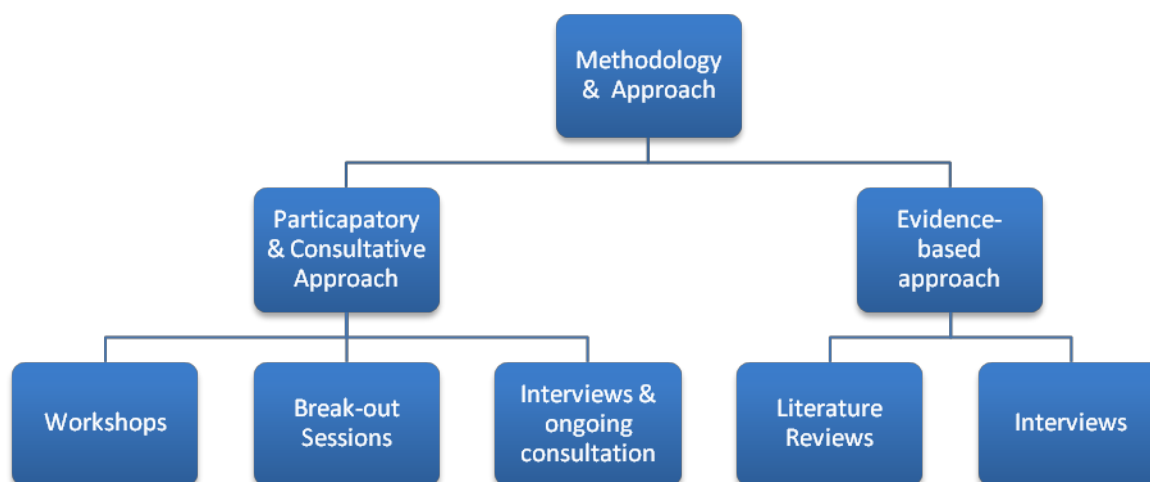 Methodology
& Approach
Particapatory
& Consultative
Approach
Evidence-
based
approach
Workshops
Break-out
Sessions
Interviews &
ongoing
consultation
Literature
Reviews
Interviews